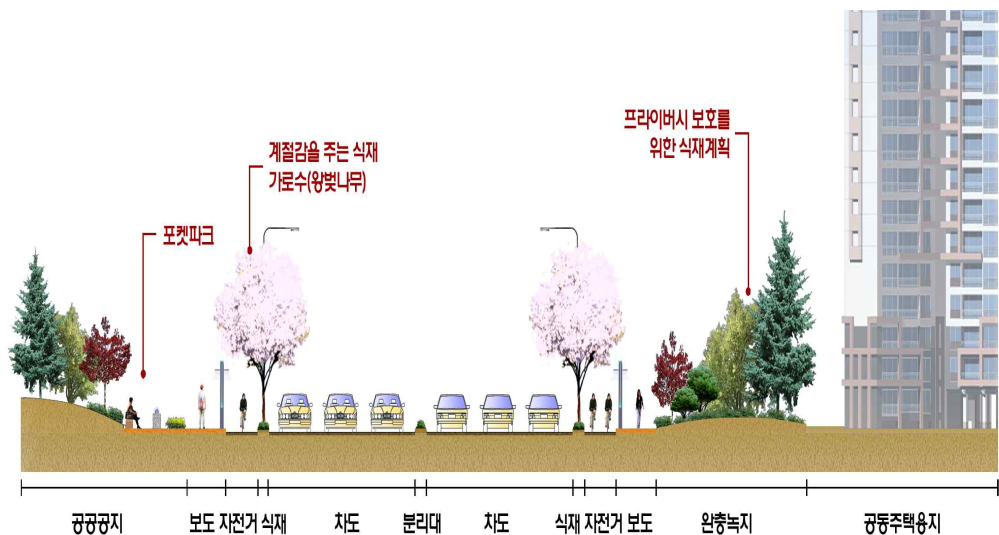 프라이버시 보호를
위한 식재계획
계절감을 주는 식재
가로수(왕벚나무)
포켓파크
공공공지 보도 자전거 식재 차도 분리대 차도 식재 자전거 보도 완충녹지 공동주택용지